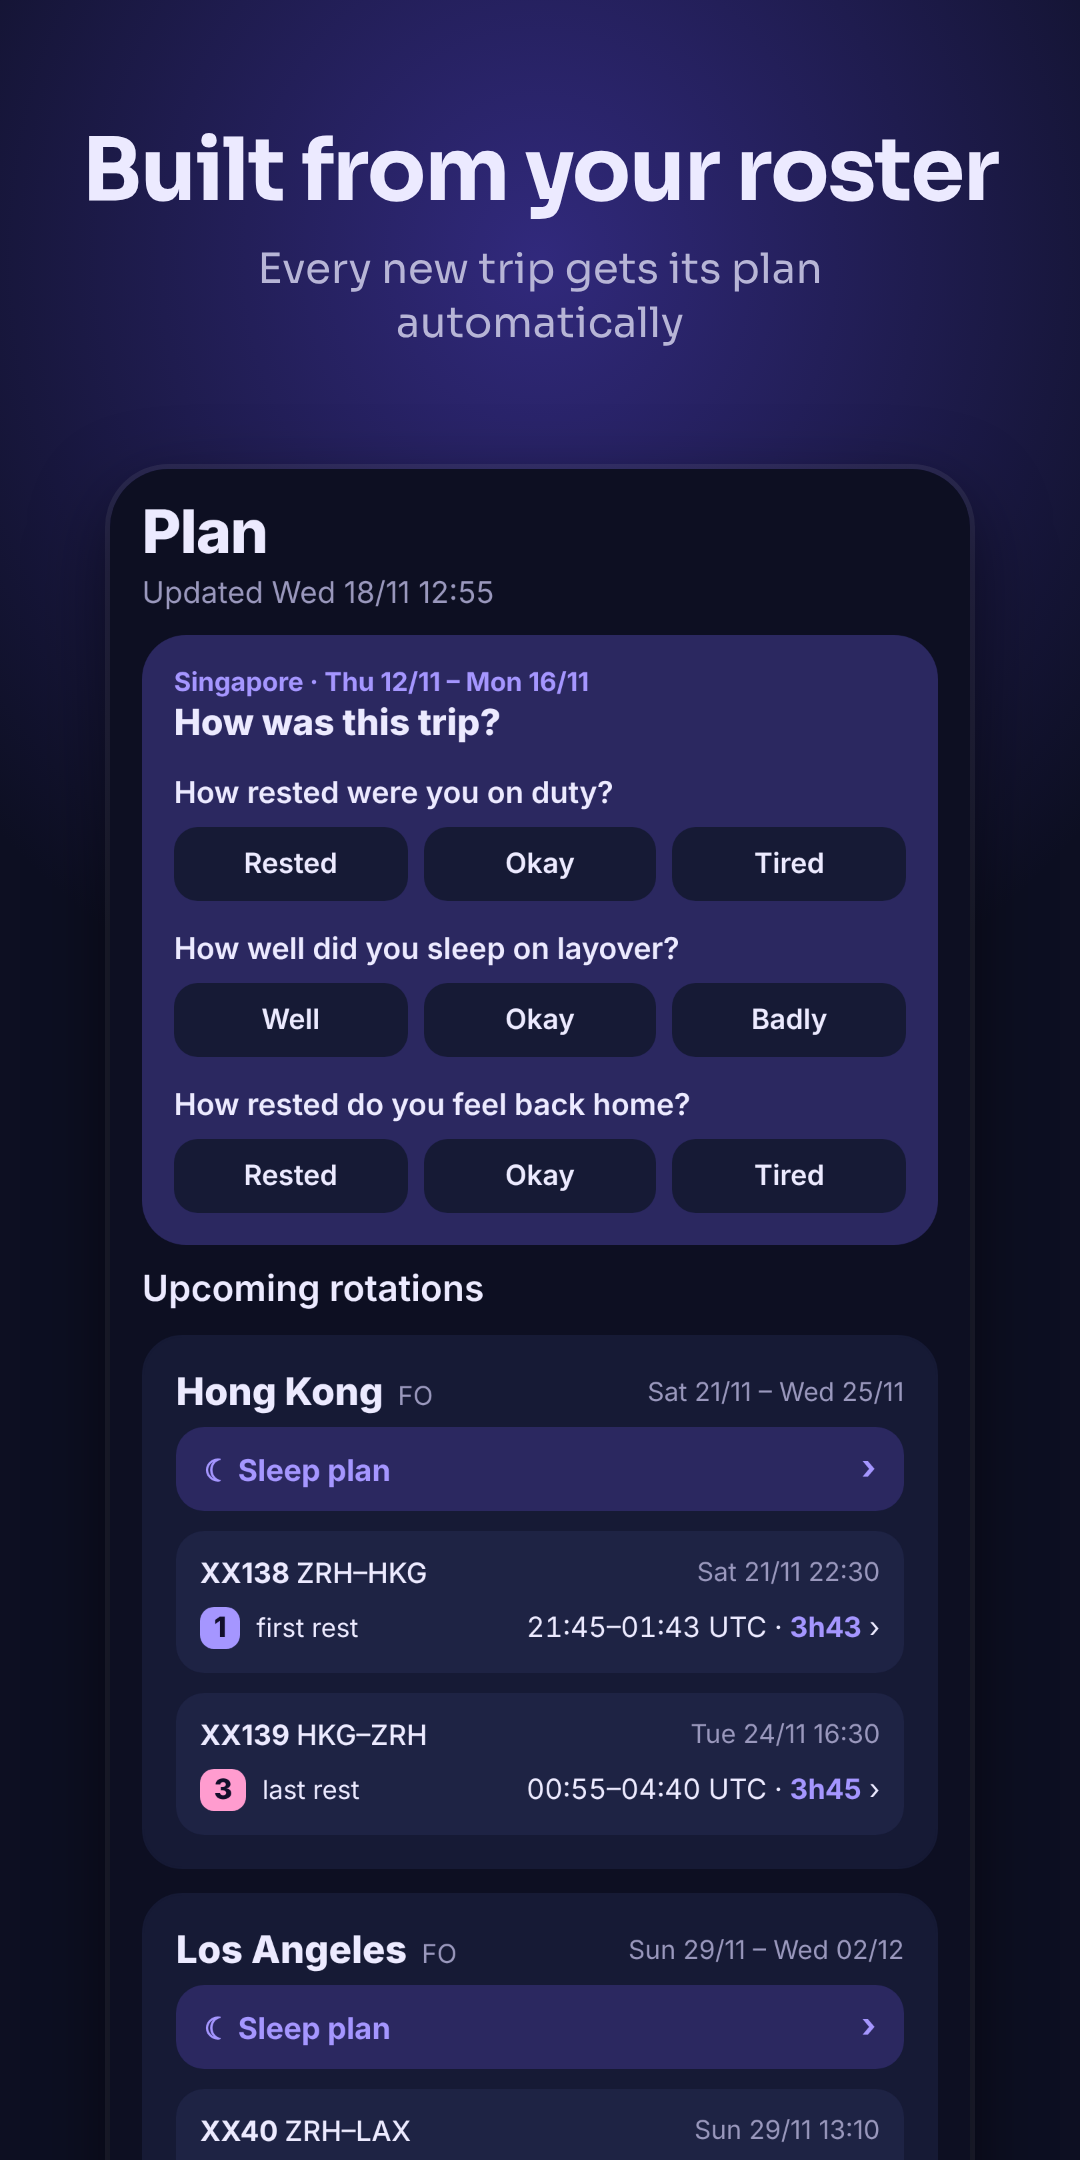 Built from your roster
Every new trip gets its plan
automatically
Plan
Updated Wed 18/11 12:55
Singapore · Thu 12/11 – Mon 16/11
How was this trip?
How rested were you on duty?
Rested Okay Tired
How well did you sleep on layover?
Well Okay Badly
How rested do you feel back home?
Rested Okay Tired
Upcoming rotations
Hong Kong FO Sat 21/11 – Wed 25/11
☾ Sleep plan ›
XX138 ZRH–HKG Sat 21/11 22:30
1 first rest 21:45–01:43 UTC · 3h43 ›
XX139 HKG–ZRH Tue 24/11 16:30
3 last rest 00:55–04:40 UTC · 3h45 ›
Los Angeles FO Sun 29/11 – Wed 02/12
☾ Sleep plan ›
XX40 ZRH–LAX Sun 29/11 13:10